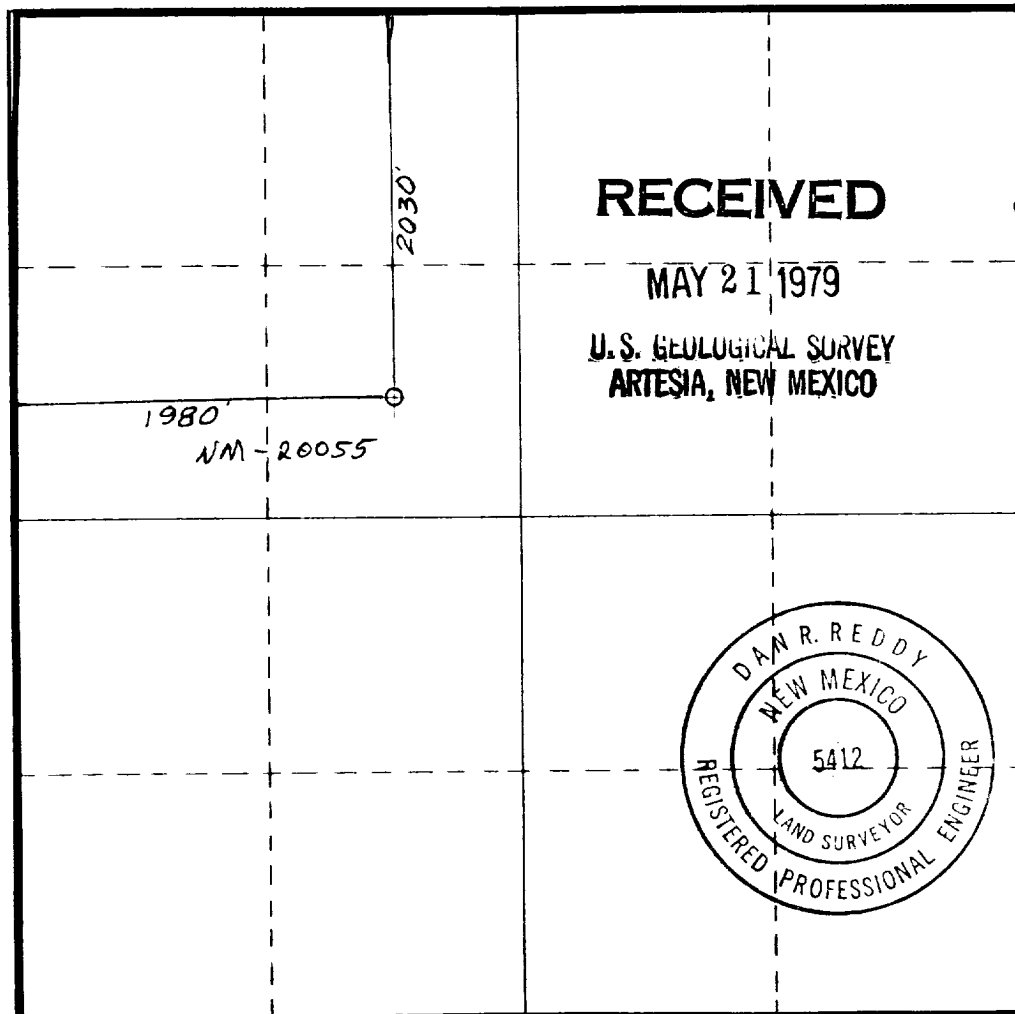 2030'
RECEIVED
MAY 21 1979
U.S. GEOLOGICAL SURVEY
ARTESIA, NEW MEXICO
1980'
NM-20055
DAN R. REDDY
NEW MEXICO
5412
LAND SURVEYOR
REGISTERED PROFESSIONAL ENGINEER